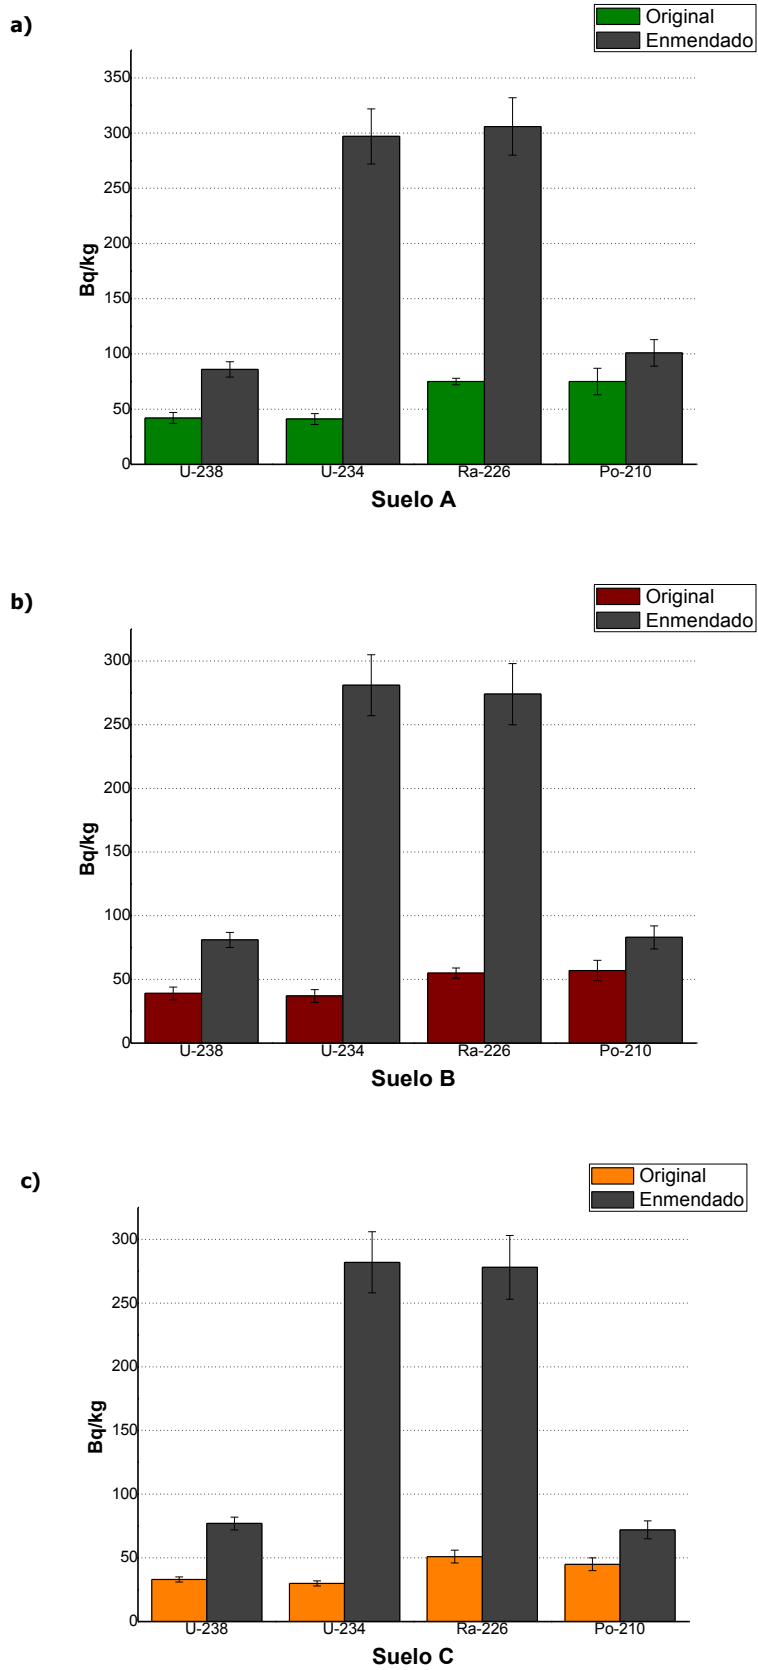 a)
Original
Enmendado
350
300
250
200
150
100
50
0
Bq/kg
U-238 U-234 Ra-226 Po-210
Suelo A
b)
Original
Enmendado
300
250
200
150
100
50
0
Bq/kg
U-238 U-234 Ra-226 Po-210
Suelo B
c)
Original
Enmendado
300
250
200
150
100
50
0
Bq/kg
U-238 U-234 Ra-226 Po-210
Suelo C